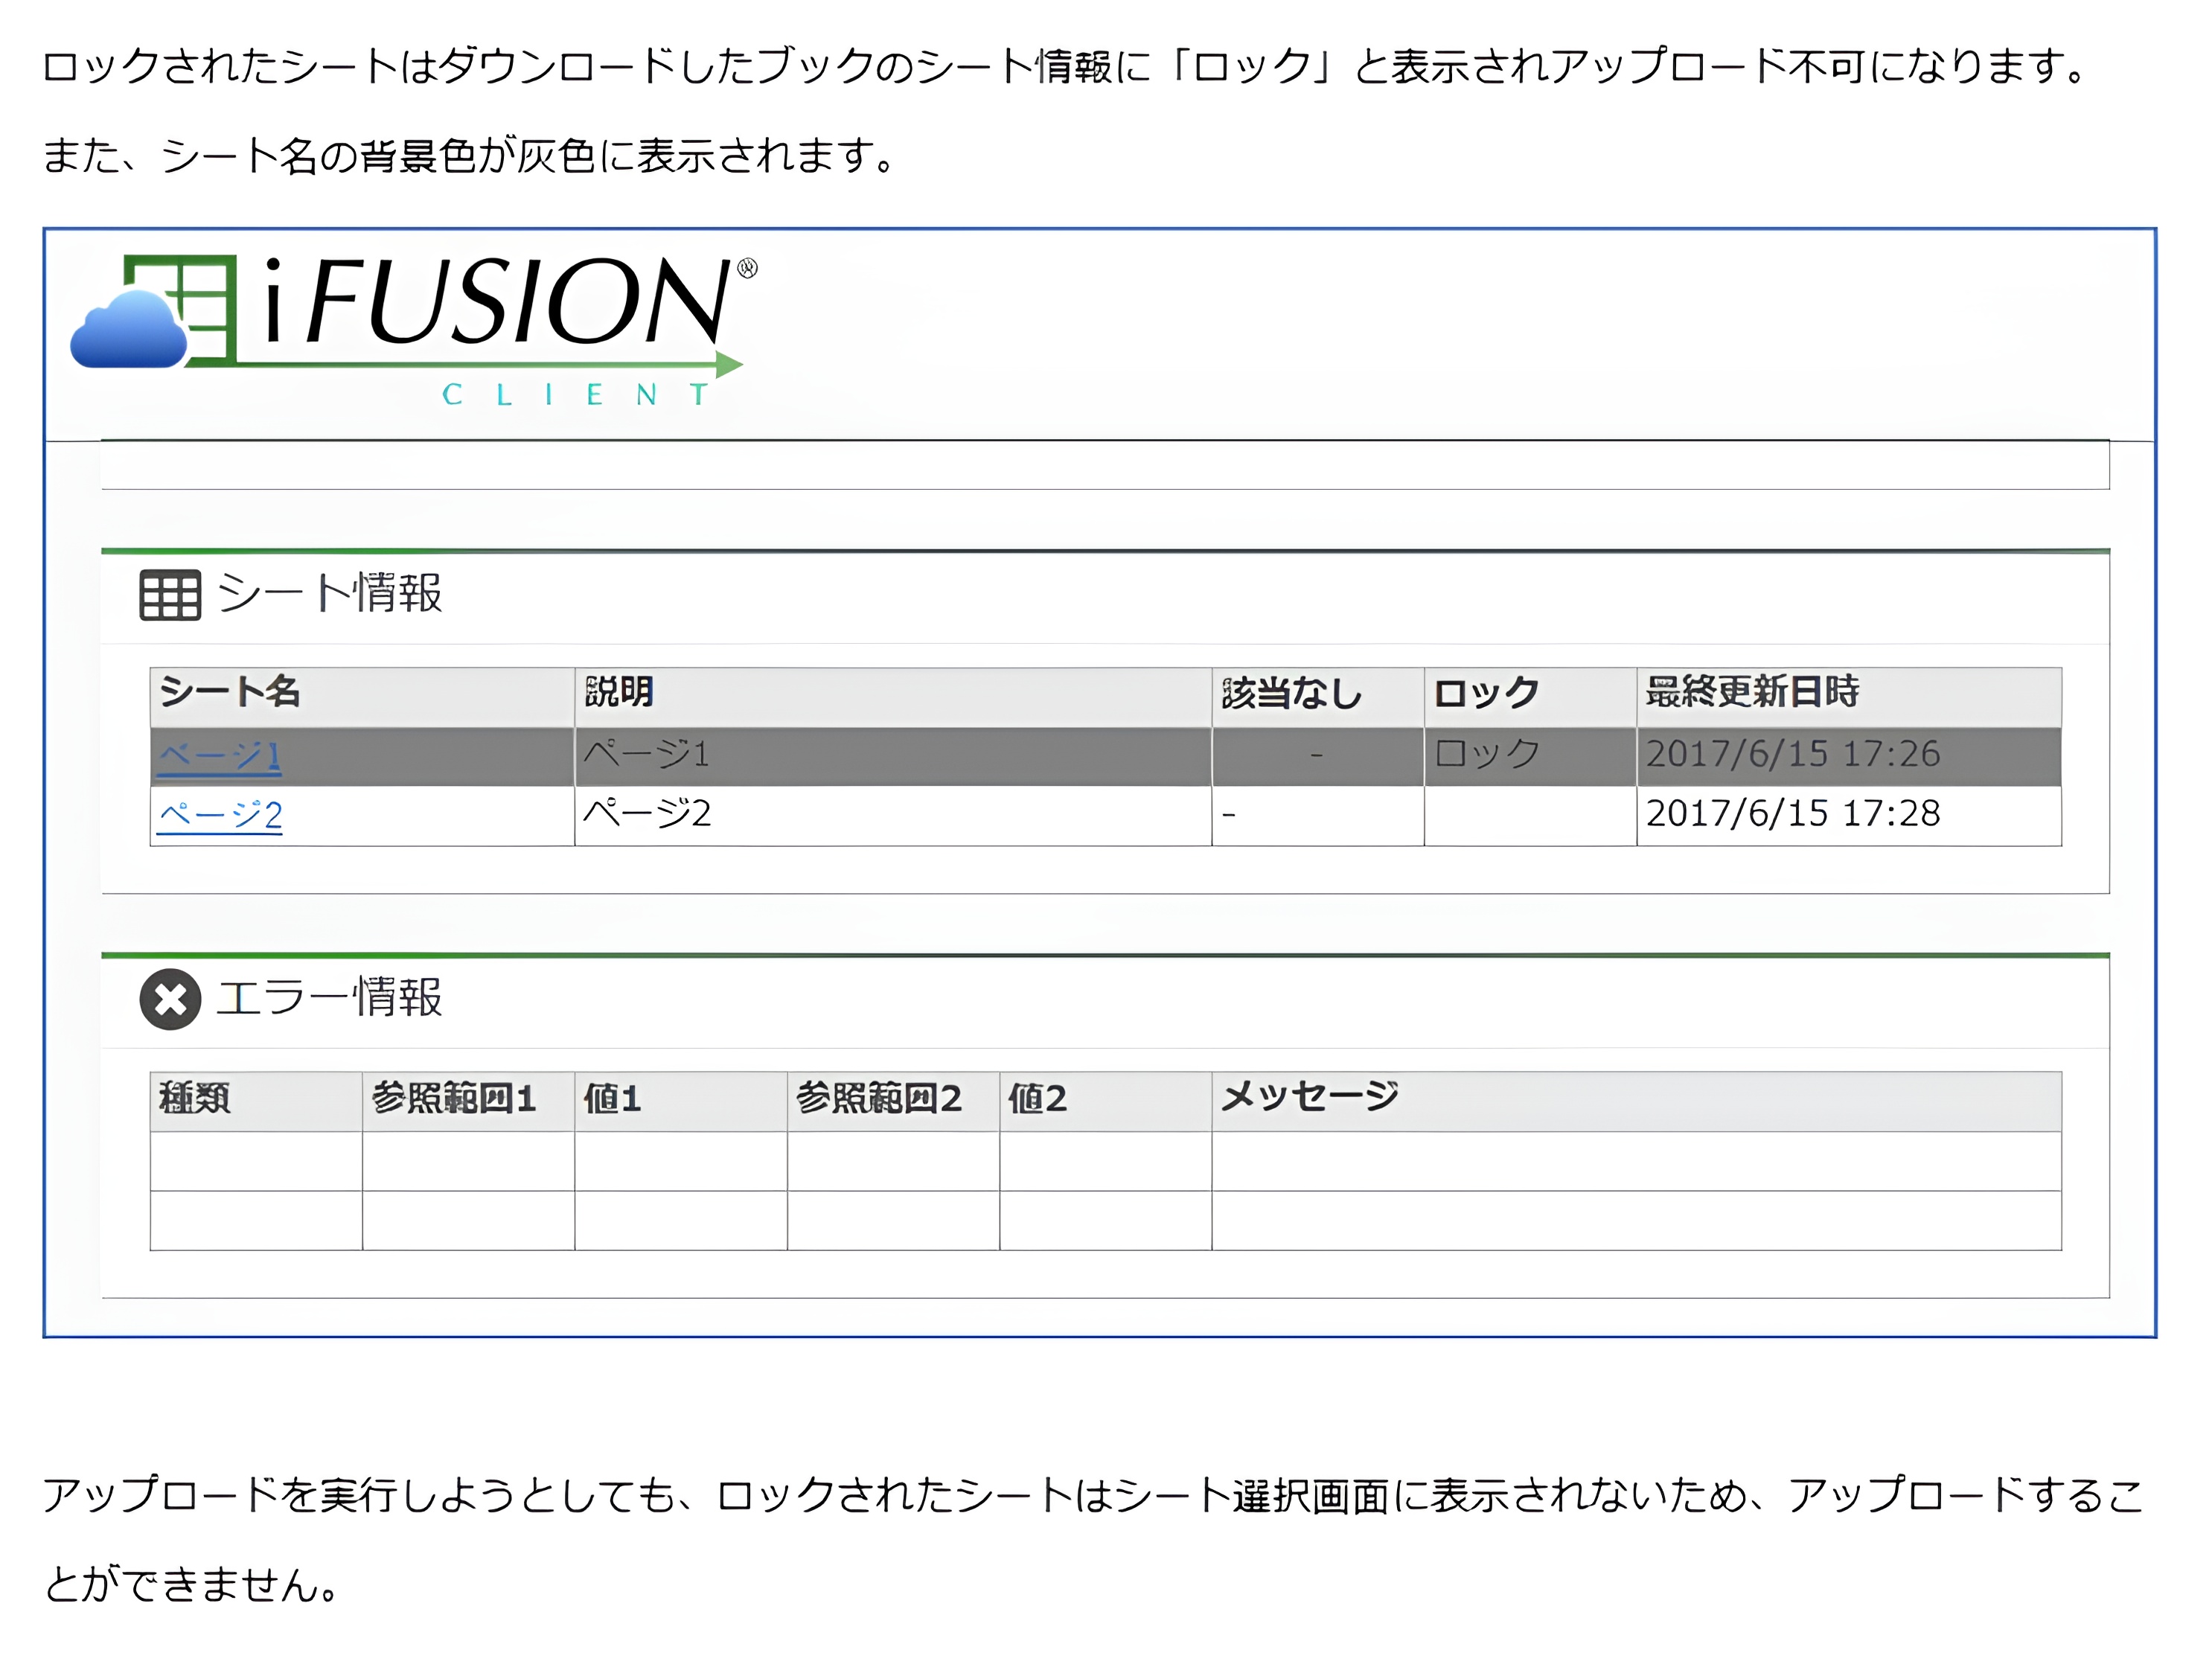 ロックされたシートはダウンロードしたブックのシート情報に「ロック」と表示されアップロード不可になります。
また、シート名の背景色が灰色に表示されます。
i FUSION®
CLIENT
シート情報
シート名 説明 該当なし ロック 最終更新日時
ページ1 ページ1 - ロック 2017/6/15 17:26
ページ2 ページ2 - 2017/6/15 17:28
エラー情報
種類 参照範囲1 値1 参照範囲2 値2 メッセージ
アップロードを実行しようとしても、ロックされたシートはシート選択画面に表示されないため、アップロードするこ
とができません。